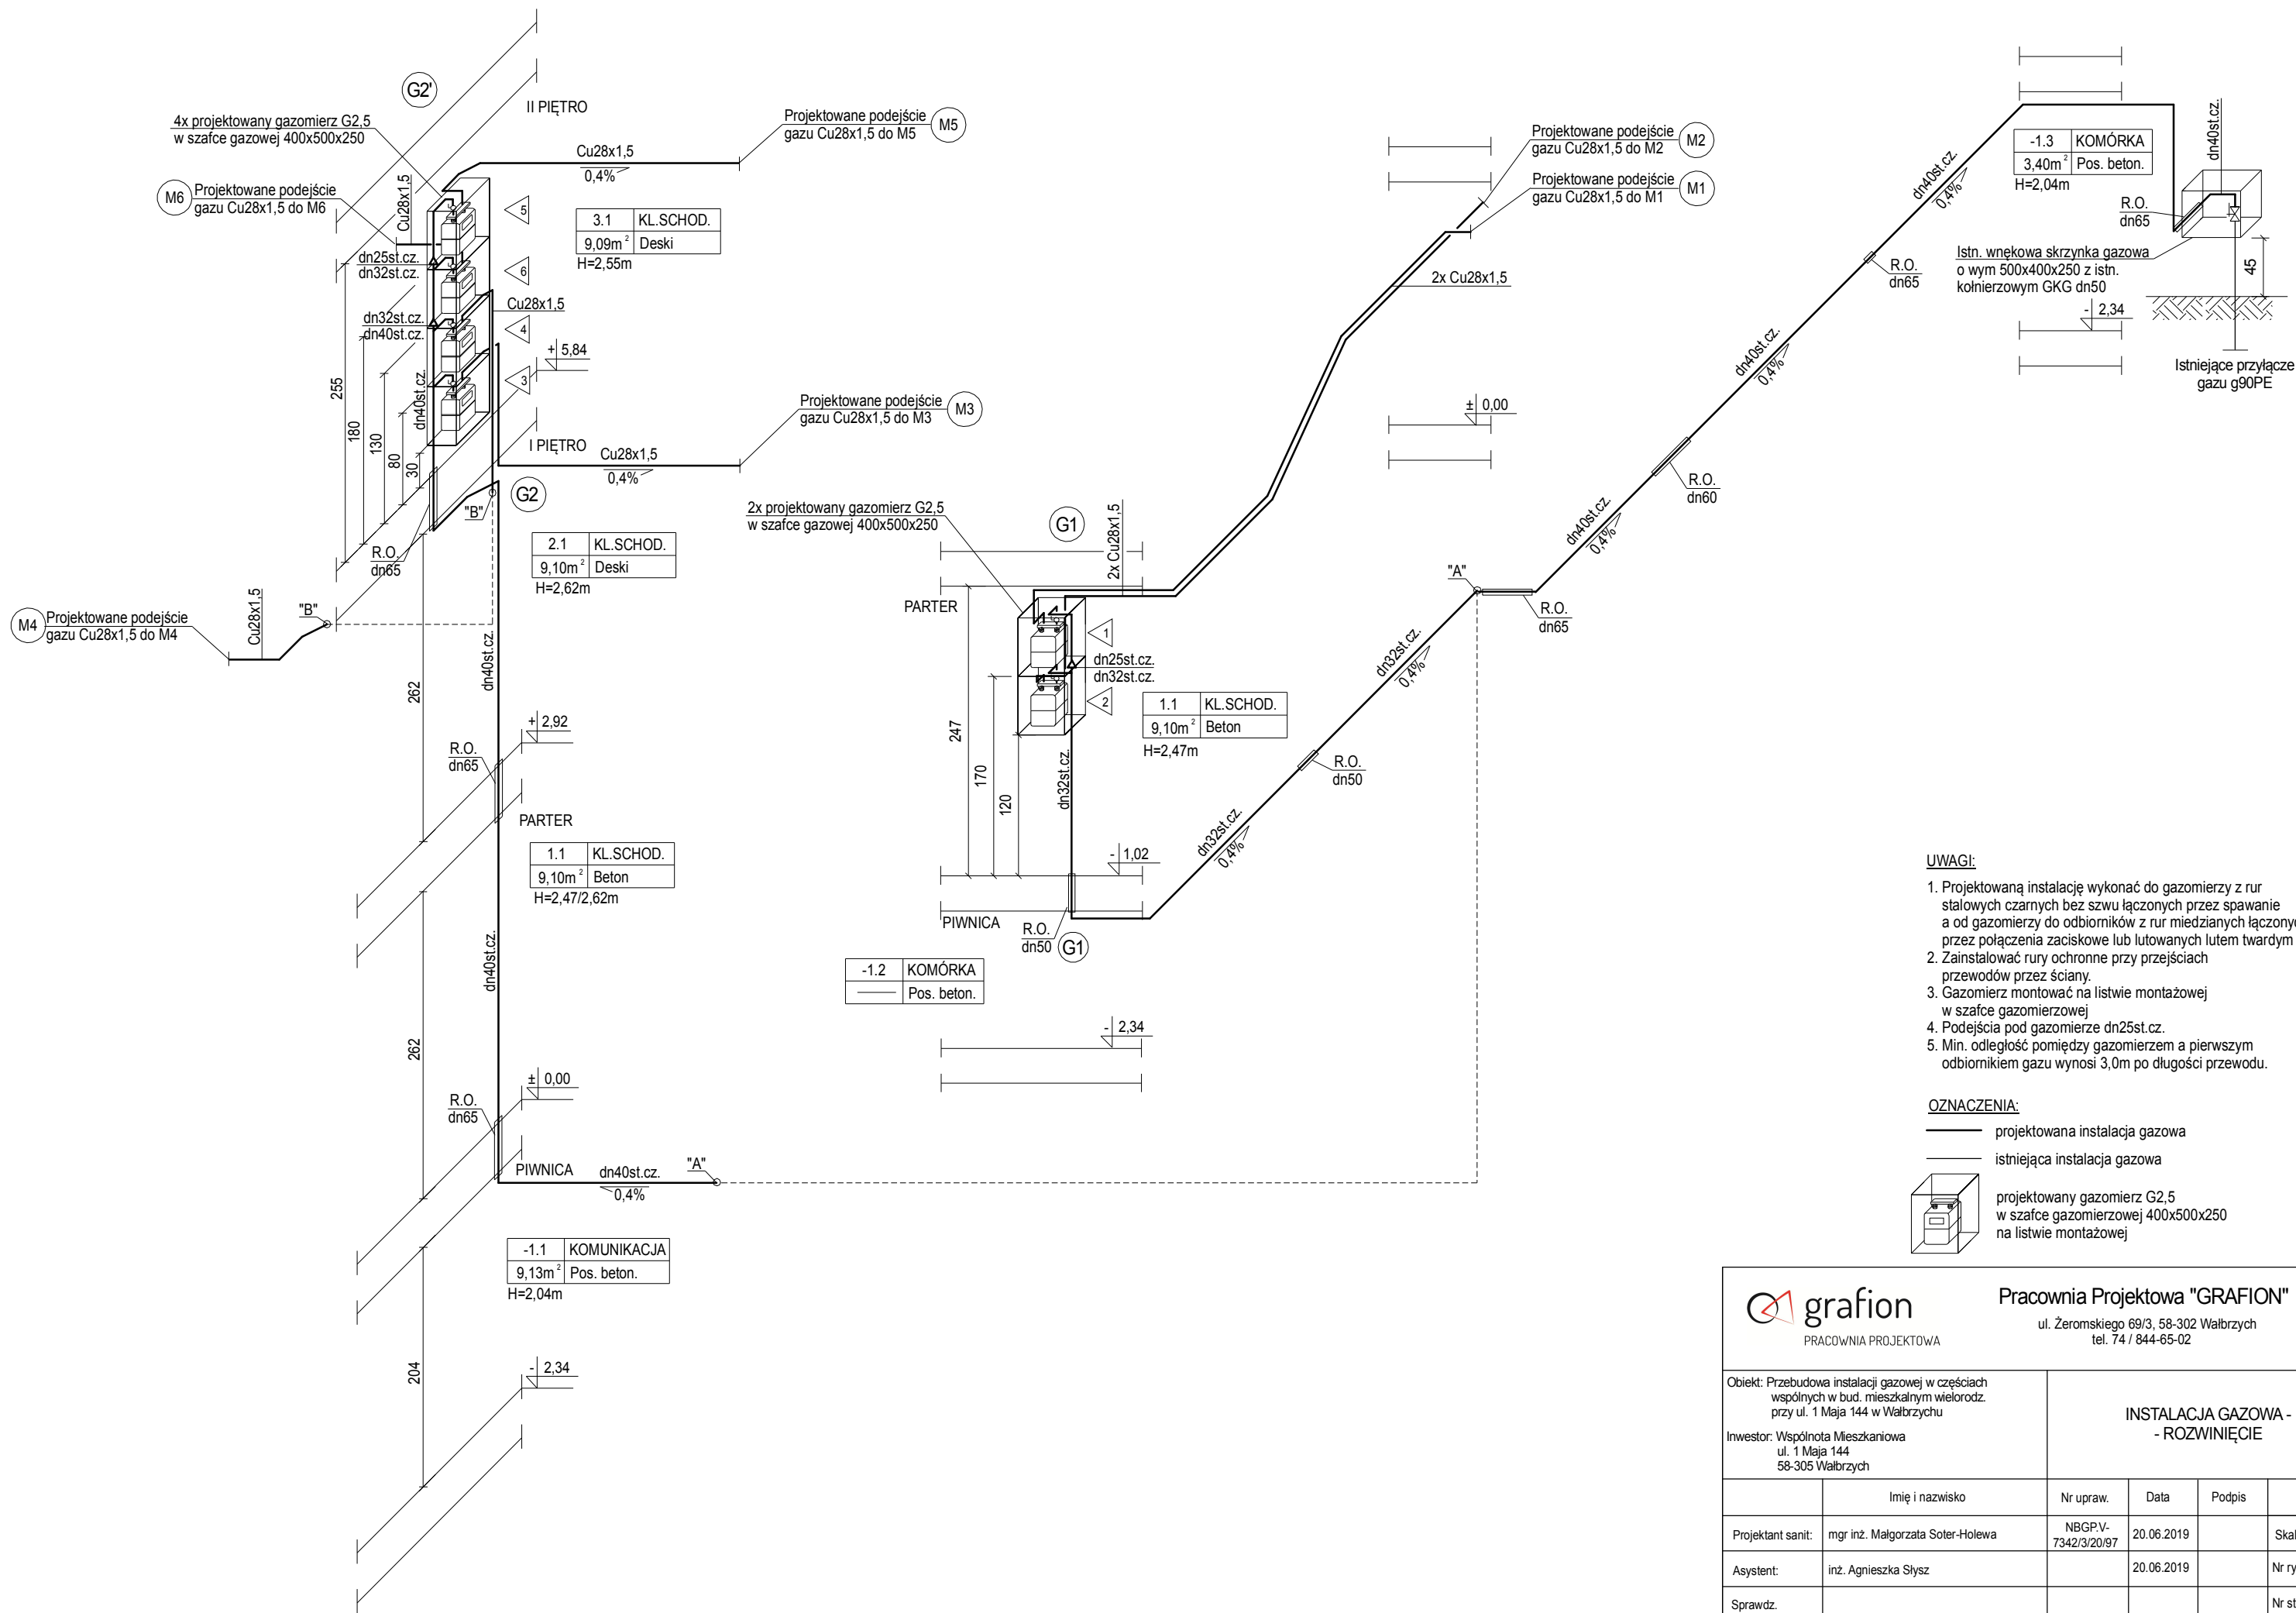 G2'
II PIĘTRO
4x projektowany gazomierz G2,5
w szafce gazowej 400x500x250
Projektowane podejście
gazu Cu28x1,5 do M5
M5
Cu28x1,5
0,4%
M6
Projektowane podejście
gazu Cu28x1,5 do M6
Cu28x1,5
3.1 KL.SCHOD.
9,09m² Deski
H=2,55m
5
6
4
3
dn25st.cz.
dn32st.cz.
dn32st.cz.
dn40st.cz.
dn40st.cz.
Cu28x1,5
+ 5,84
255
180
130
80
30
I PIĘTRO
Projektowane podejście
gazu Cu28x1,5 do M3
M3
Cu28x1,5
0,4%
G2
"B"
R.O.
dn65
2.1 KL.SCHOD.
9,10m² Deski
H=2,62m
M4
Projektowane podejście
gazu Cu28x1,5 do M4
Cu28x1,5
"B"
262
dn40st.cz.
+ 2,92
R.O.
dn65
PARTER
1.1 KL.SCHOD.
9,10m² Beton
H=2,47/2,62m
dn40st.cz.
262
± 0,00
R.O.
dn65
PIWNICA
dn40st.cz.
0,4%
"A"
-1.1 KOMUNIKACJA
9,13m² Pos. beton.
H=2,04m
204
- 2,34
Projektowane podejście
gazu Cu28x1,5 do M2
M2
Projektowane podejście
gazu Cu28x1,5 do M1
M1
2x Cu28x1,5
± 0,00
2x projektowany gazomierz G2,5
w szafce gazowej 400x500x250
G1
2x Cu28x1,5
PARTER
1
dn25st.cz.
dn32st.cz.
2
1.1 KL.SCHOD.
9,10m² Beton
H=2,47m
247
170
120
dn32st.cz.
- 1,02
PIWNICA
R.O.
dn50
G1
-1.2 KOMÓRKA
Pos. beton.
- 2,34
dn32st.cz.
0,4%
R.O.
dn50
dn32st.cz.
0,4%
"A"
R.O.
dn65
dn40st.cz.
0,4%
R.O.
dn60
dn40st.cz.
0,4%
R.O.
dn65
dn40st.cz.
0,4%
-1.3 KOMÓRKA
3,40m² Pos. beton.
H=2,04m
dn40st.cz.
R.O.
dn65
Istn. wnękowa skrzynka gazowa
o wym 500x400x250 z istn.
kołnierzowym GKG dn50
45
- 2,34
Istniejące przyłącze
gazu g90PE
UWAGI:
1. Projektowaną instalację wykonać do gazomierzy z rur
stalowych czarnych bez szwu łączonych przez spawanie
a od gazomierzy do odbiorników z rur miedzianych
przez połączenia zaciskowe lub lutowanych lutem twardym
2. Zainstalować rury ochronne przy przejściach
przewodów przez ściany.
3. Gazomierz montować na listwie montażowej
w szafce gazomierzowej
4. Podejścia pod gazomierze dn25st.cz.
5. Min. odległość pomiędzy gazomierzem a pierwszym
odbiornikiem gazu wynosi 3,0m po długości przewodu.
OZNACZENIA:
projektowana instalacja gazowa
istniejąca instalacja gazowa
projektowany gazomierz G2,5
w szafce gazomierzowej 400x500x250
na listwie montażowej
grafion
PRACOWNIA PROJEKTOWA
Pracownia Projektowa "GRAFION"
ul. Żeromskiego 69/3, 58-302 Wałbrzych
tel. 74 / 844-65-02
Obiekt: Przebudowa instalacji gazowej w częściach
wspólnych w bud. mieszkalnym wielorodz.
przy ul. 1 Maja 144 w Wałbrzychu
Inwestor: Wspólnota Mieszkaniowa
ul. 1 Maja 144
58-305 Wałbrzych
INSTALACJA GAZOWA -
- ROZWINIĘCIE
Imię i nazwisko Nr upraw. Data Podpis
Projektant sanit: mgr inż. Małgorzata Soter-Holewa NBGP.V-7342/3/20/97 20.06.2019
Asystent: inż. Agnieszka Słysz 20.06.2019 Nr
Sprawdz. Nr